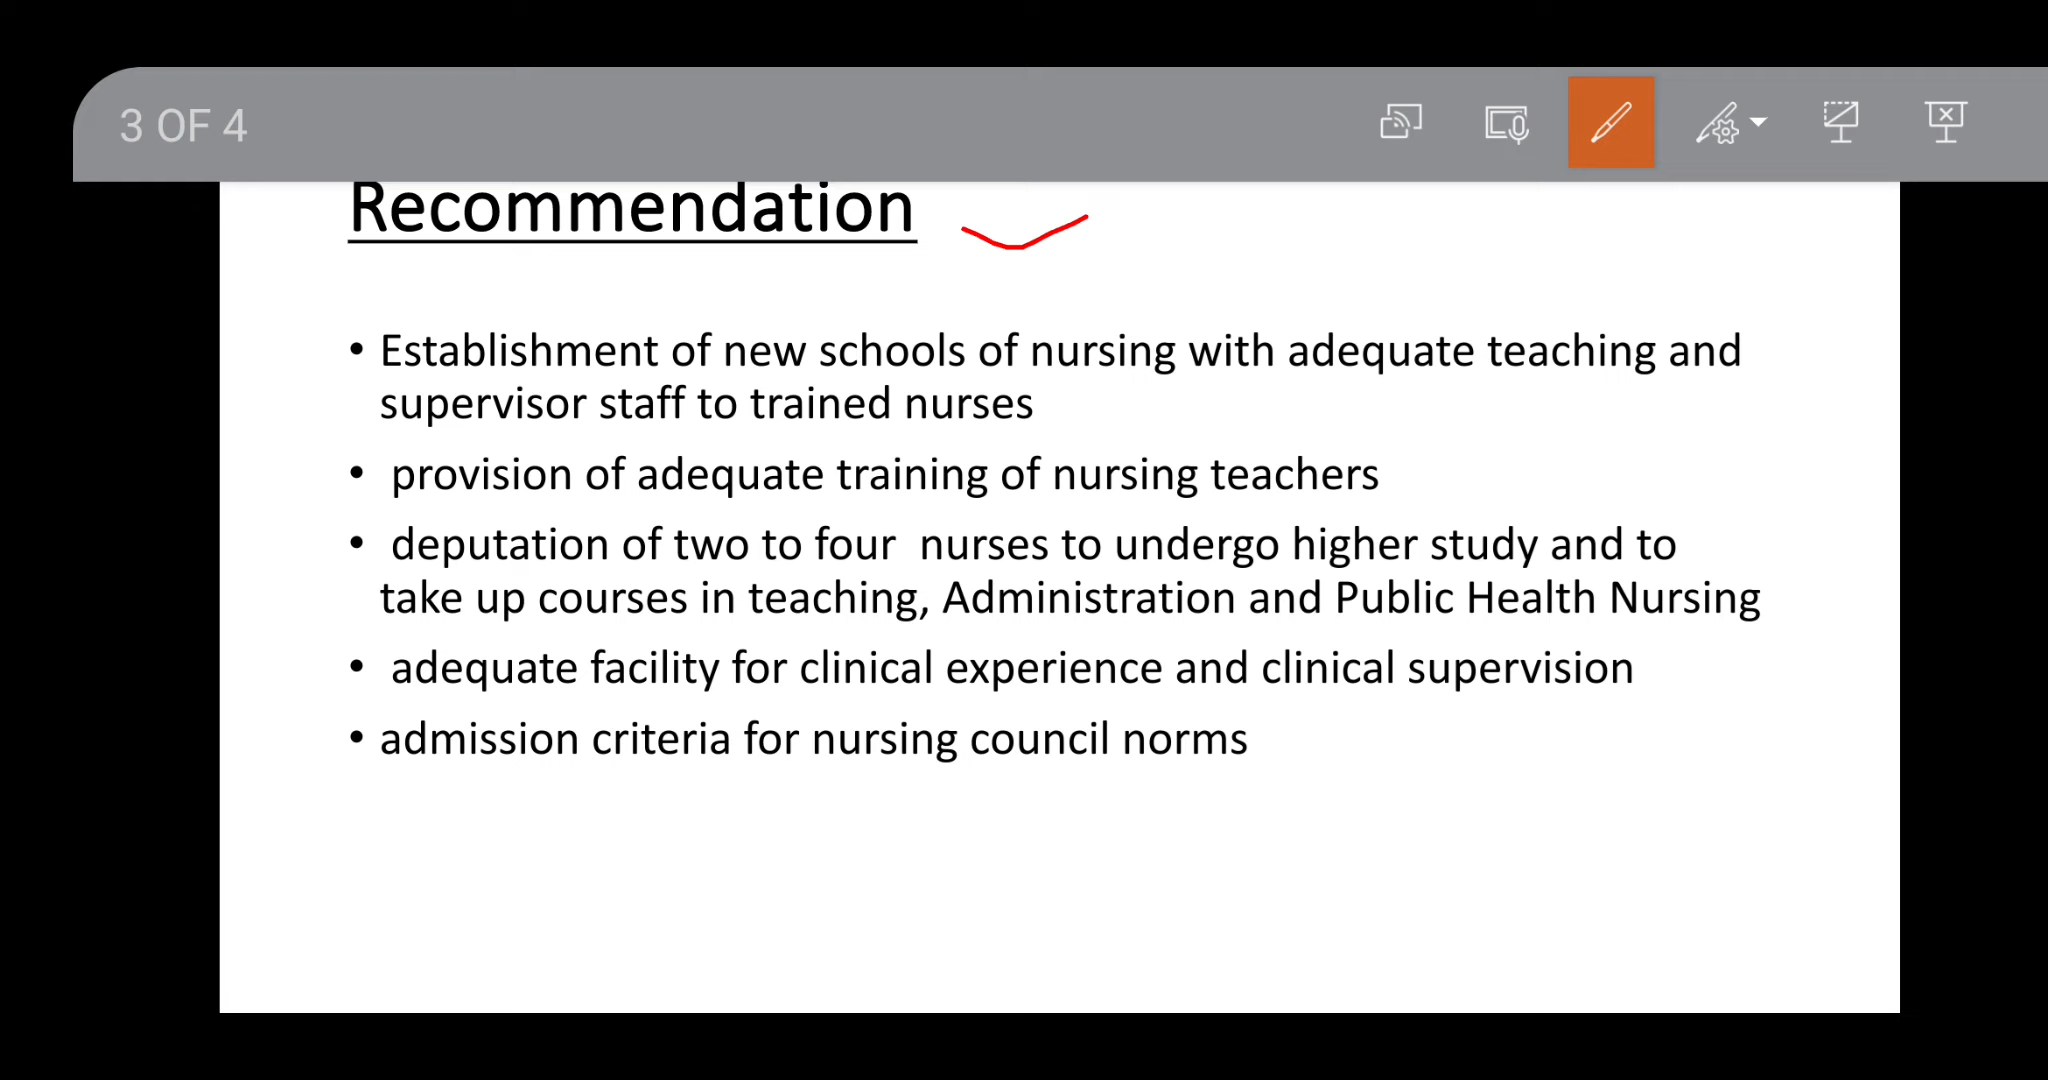 3 OF 4
Recommendation
• Establishment of new schools of nursing with adequate teaching and
supervisor staff to trained nurses
• provision of adequate training of nursing teachers
• deputation of two to four nurses to undergo higher study and to
take up courses in teaching, Administration and Public Health Nursing
• adequate facility for clinical experience and clinical supervision
• admission criteria for nursing council norms